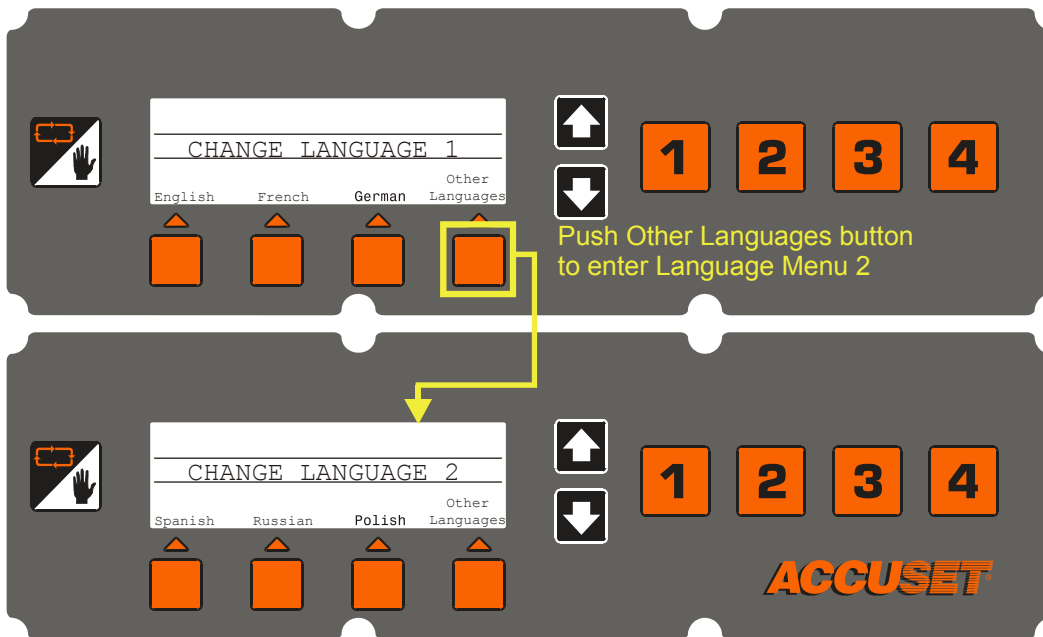 CHANGE LANGUAGE 1
English French German Other Languages
1 2 3 4
Push Other Languages button
to enter Language Menu 2
CHANGE LANGUAGE 2
Spanish Russian Polish Other Languages
1 2 3 4
ACCUSET